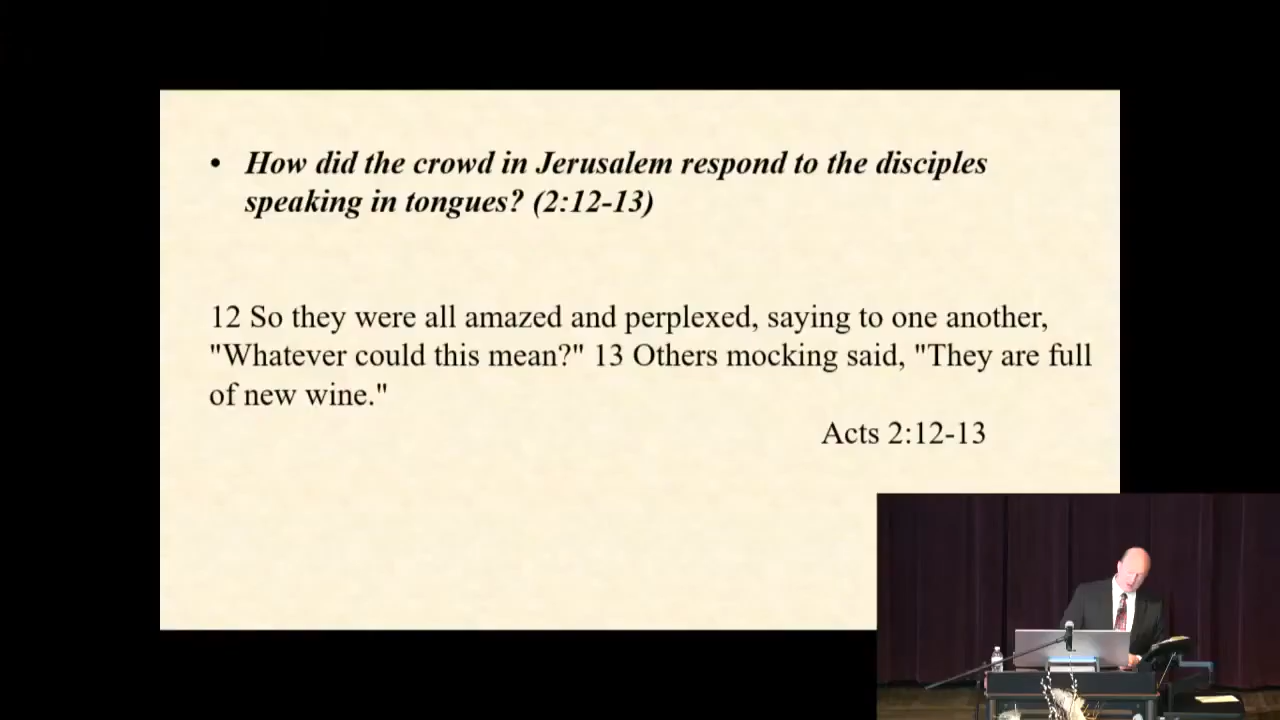 • How did the crowd in Jerusalem respond to the disciples
speaking in tongues? (2:12-13)
12 So they were all amazed and perplexed, saying to one another,
"Whatever could this mean?" 13 Others mocking said, "They are full
of new wine."
Acts 2:12-13